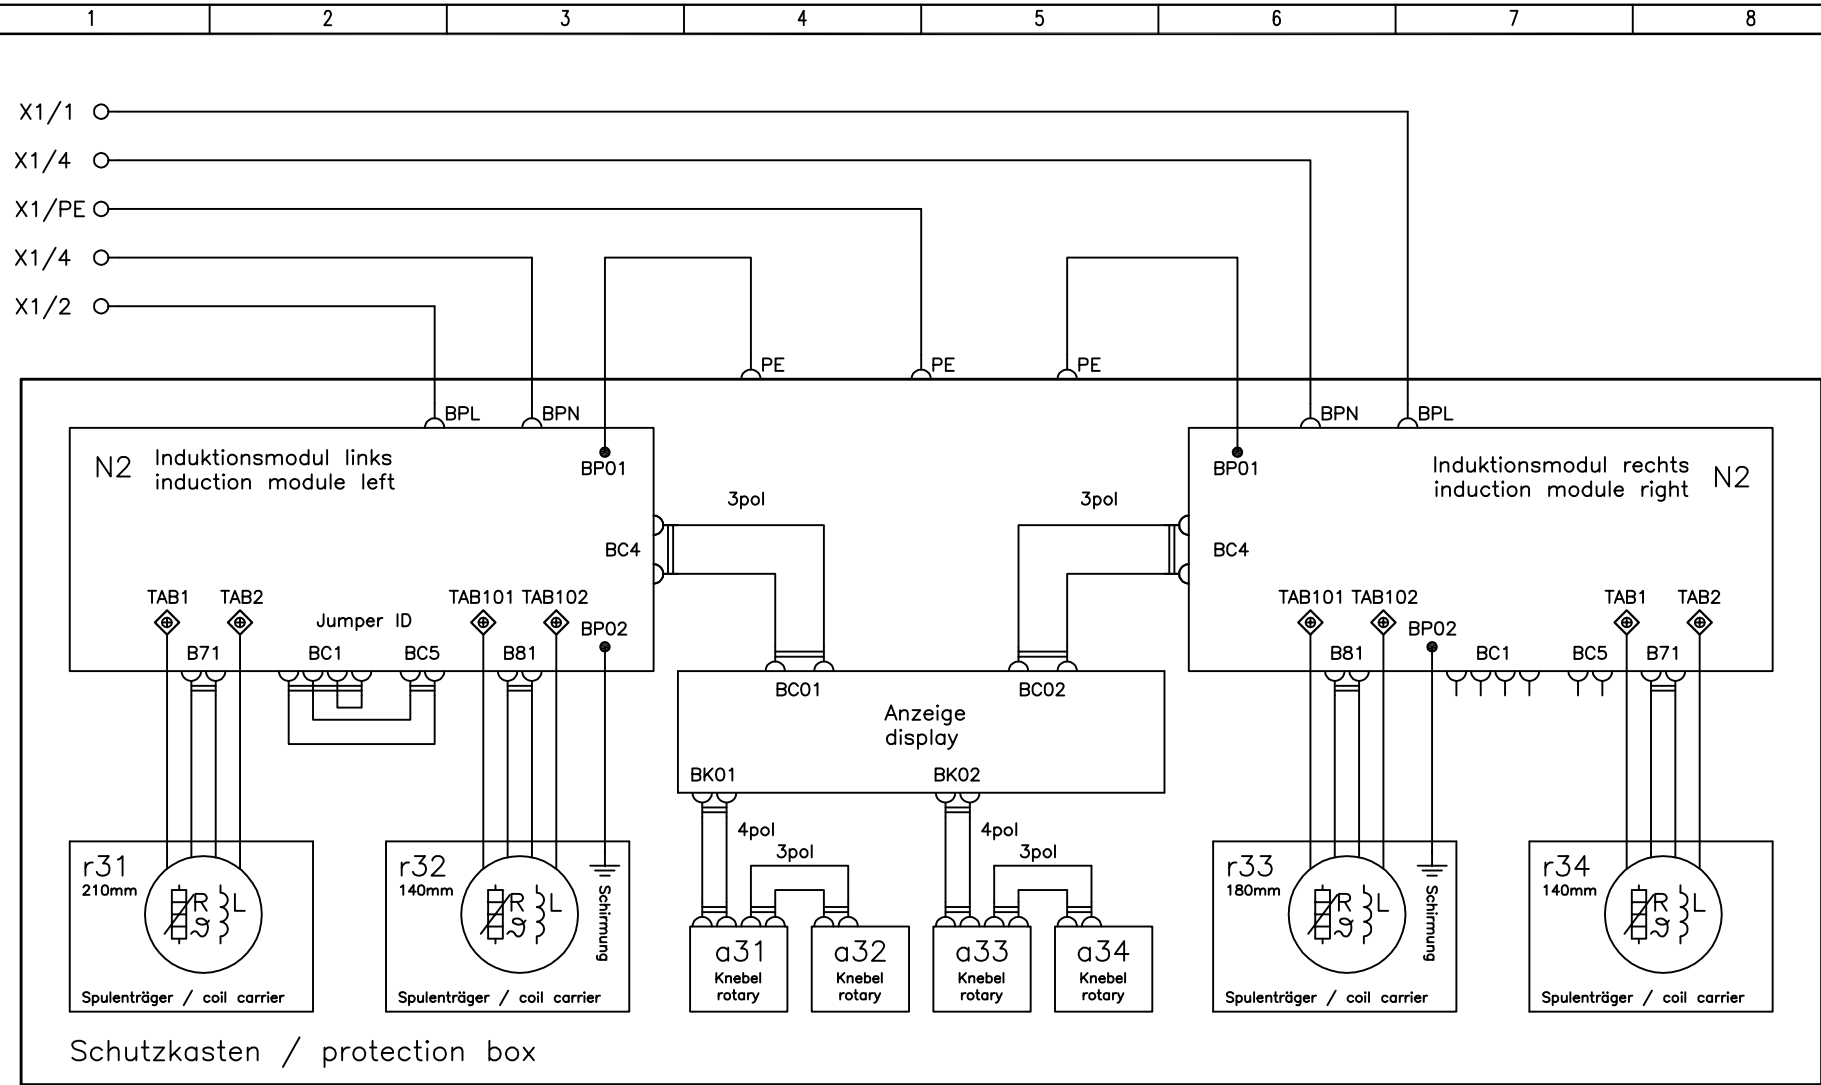 1 2 3 4 5 6 7 8
X1/1
X1/4
X1/PE
X1/4
X1/2
PE PE PE
BPL BPN BPN BPL
N2 Induktionsmodul links
induction module left
BP01
BP01
Induktionsmodul rechts N2
induction module right
3pol 3pol
BC4 BC4
TAB1 TAB2 Jumper ID TAB101 TAB102 BP02
TAB101 TAB102 BP02 TAB1 TAB2
B71 BC1 BC5 B81
B81 BC1 BC5 B71
BC01 BC02
Anzeige
display
BK01 BK02
4pol 4pol
3pol 3pol
r31
210mm
R L
ϑ
Spulenträger / coil carrier
r32
140mm
R L
ϑ
Schirmung
Spulenträger / coil carrier
a31
Knebel
rotary
a32
Knebel
rotary
a33
Knebel
rotary
a34
Knebel
rotary
r33
180mm
R L
ϑ
Schirmung
Spulenträger / coil carrier
r34
140mm
R L
ϑ
Spulenträger / coil carrier
Schutzkasten / protection box